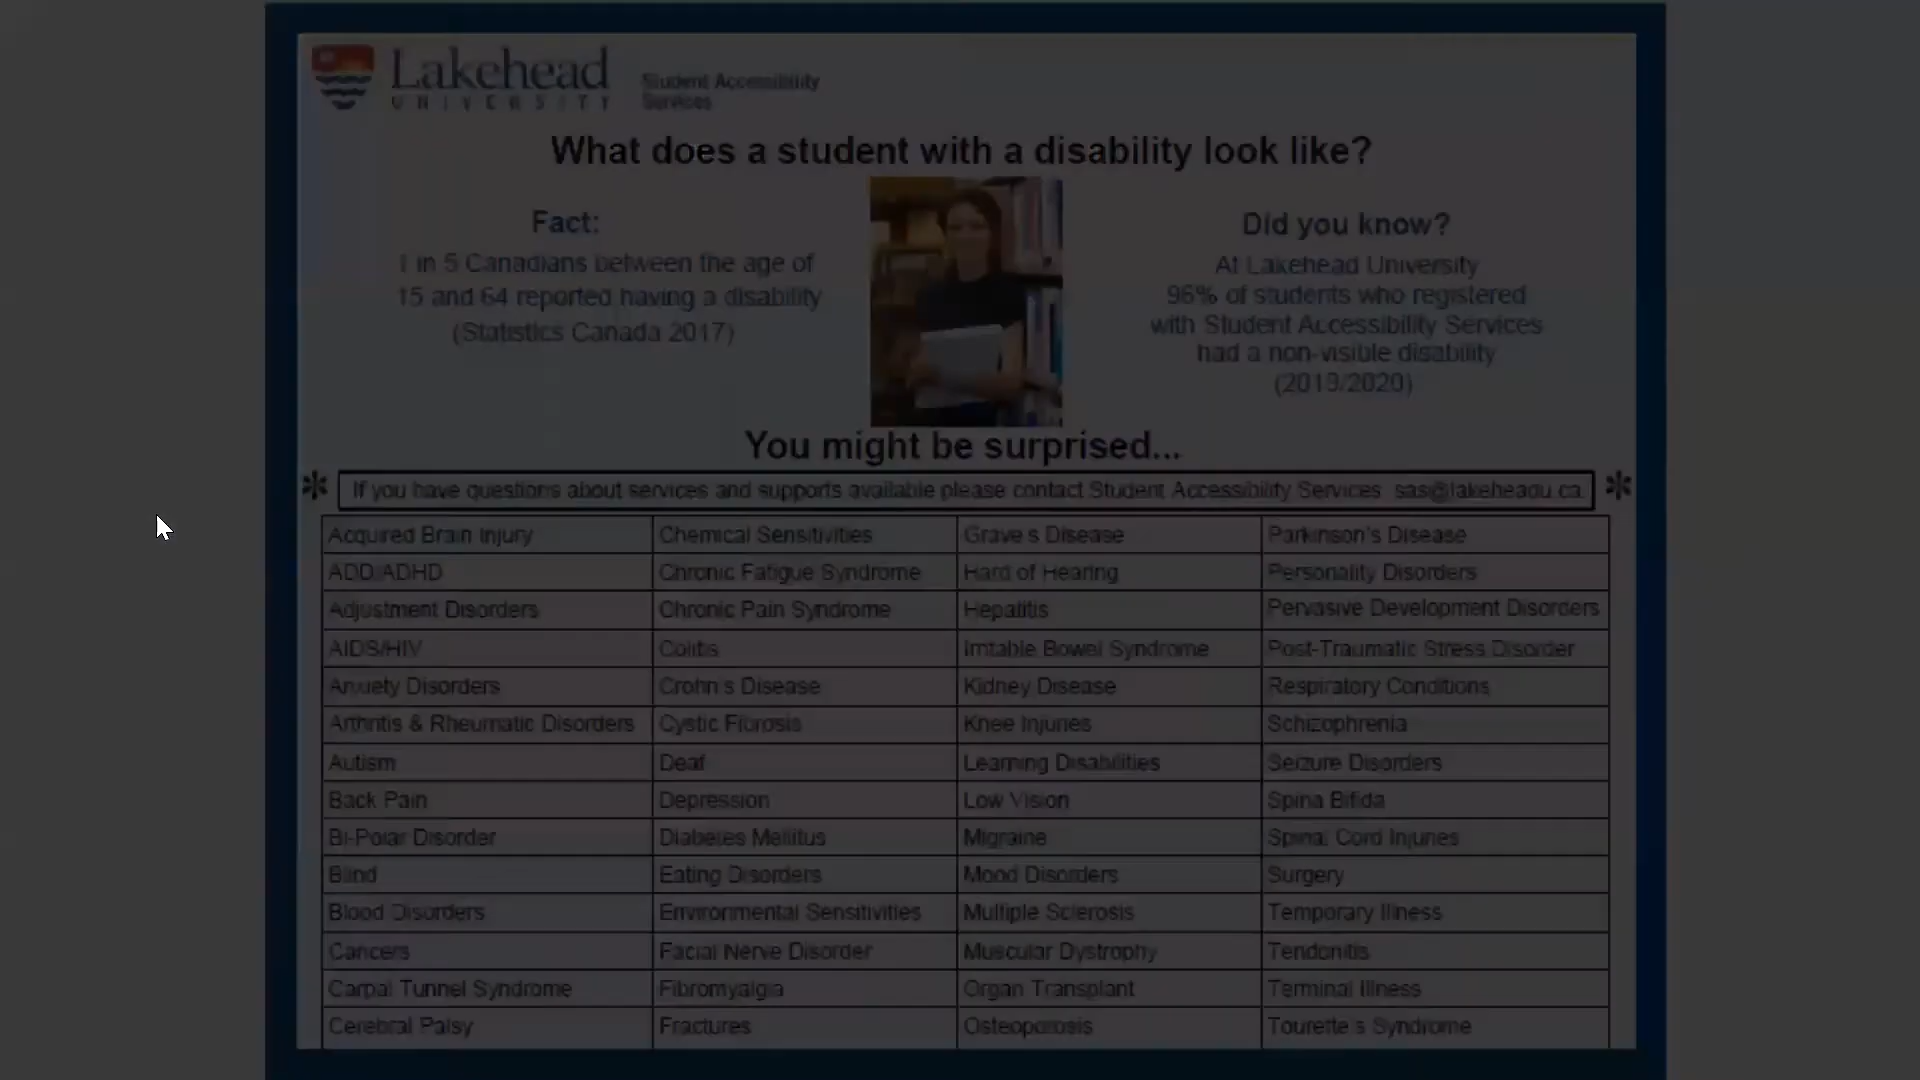 Lakehead
UNIVERSITY
Student Accessibility
Services
What does a student with a disability look like?
Fact:
1 in 5 Canadians between the age of
15 and 64 reported having a disability
(Statistics Canada 2017)
Did you know?
At Lakehead University
96% of students who registered
with Student Accessibility Services
had a non-visible disability
(2019/2020)
You might be surprised...
* If you have questions about services and supports available please contact Student Accessibility Services sas@lakeheadu.ca *
Acquired Brain Injury Chemical Sensitivities Grave's Disease Parkinson's Disease
ADD/ADHD Chronic Fatigue Syndrome Hard of Hearing Personality Disorders
Adjustment Disorders Chronic Pain Syndrome Hepatitis Pervasive Development Disorders
AIDS/HIV Colitis Irritable Bowel Syndrome Post-Traumatic Stress Disorder
Anxiety Disorders Crohn's Disease Kidney Disease Respiratory Conditions
Arthritis & Rheumatic Disorders Cystic Fibrosis Knee Injuries Schizophrenia
Autism Deaf Learning Disabilities Seizure Disorders
Back Pain Depression Low Vision Spina Bifida
Bi-Polar Disorder Diabetes Mellitus Migraine Spinal Cord Injuries
Blind Eating Disorders Mood Disorders Surgery
Blood Disorders Environmental Sensitivities Multiple Sclerosis Temporary Illness
Cancers Facial Nerve Disorder Muscular Dystrophy Tendonitis
Carpal Tunnel Syndrome Fibromyalgia Organ Transplant Terminal Illness
Cerebral Palsy Fractures Osteoporosis Tourette's Syndrome